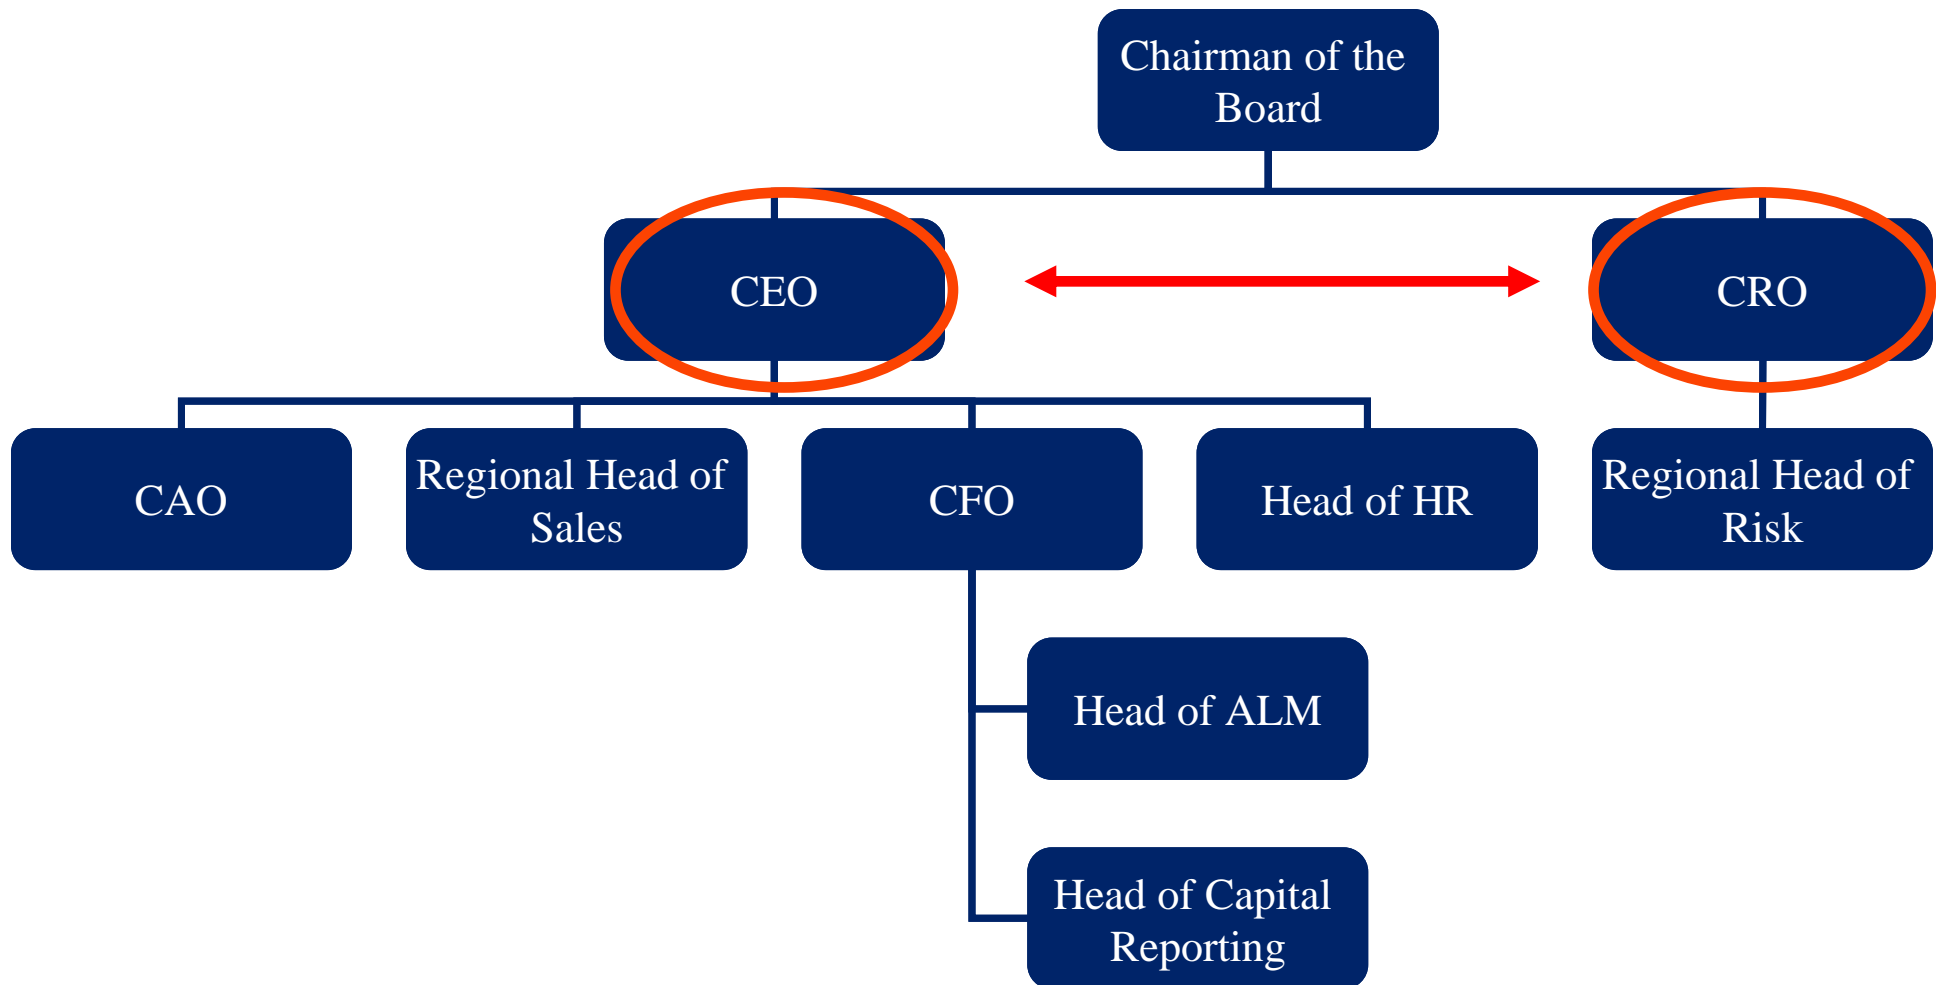 Chairman of the
Board
CEO
CRO
CAO
Regional Head of
Sales
CFO
Head of HR
Regional Head of
Risk
Head of ALM
Head of Capital
Reporting